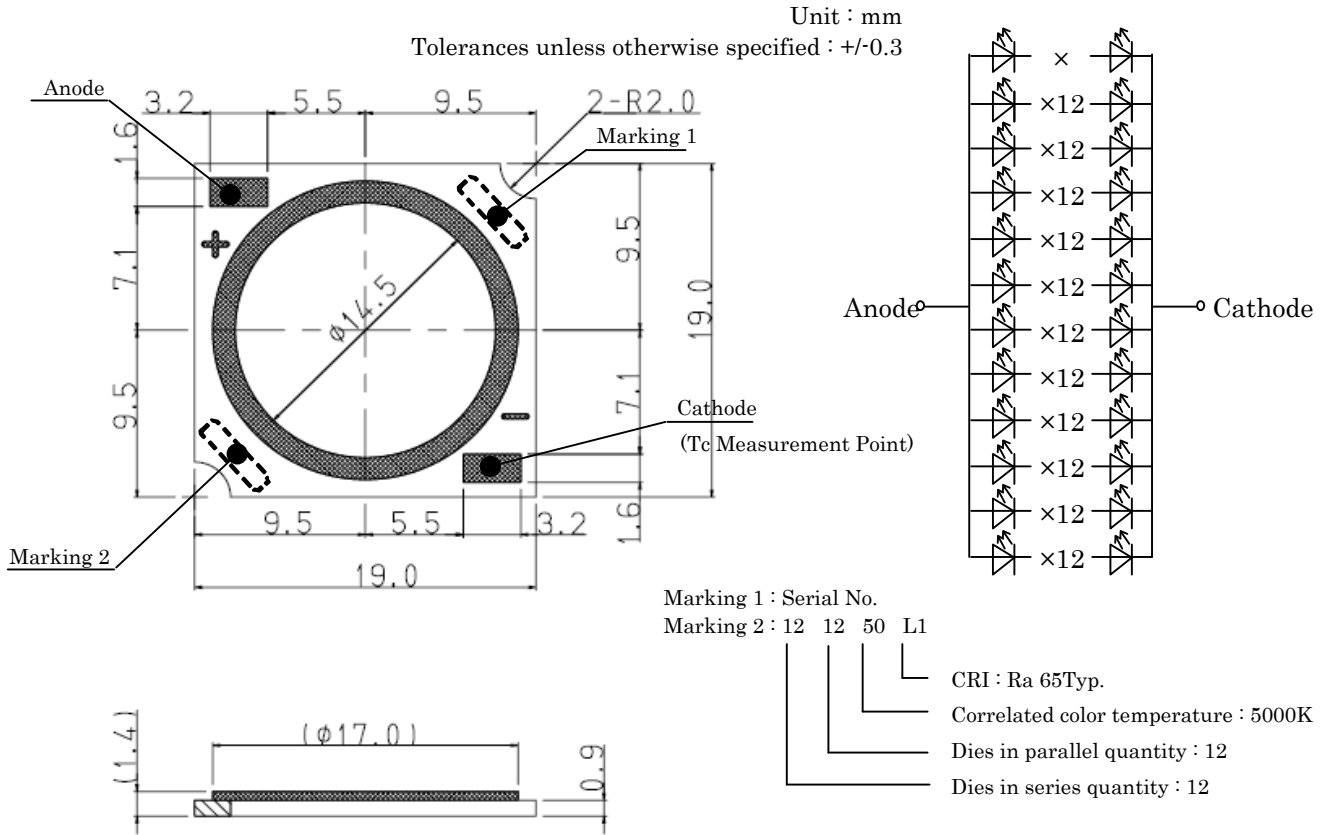 Unit : mm
Tolerances unless otherwise specified : +/-0.3
Anode
3.2
5.5
9.5
2-R2.0
Marking 1
1.6
7.1
9.5
+
ø14.5
9.5
19.0
7.1
1.6
−
Cathode
(Tc Measurement Point)
9.5
5.5
3.2
19.0
Marking 2
×
×12
×12
×12
×12
×12
×12
×12
×12
×12
×12
×12
Anode
Cathode
Marking 1 : Serial No.
Marking 2 : 12 12 50 L1
CRI : Ra 65Typ.
Correlated color temperature : 5000K
Dies in parallel quantity : 12
Dies in series quantity : 12
(1.4)
(ø17.0)
0.9